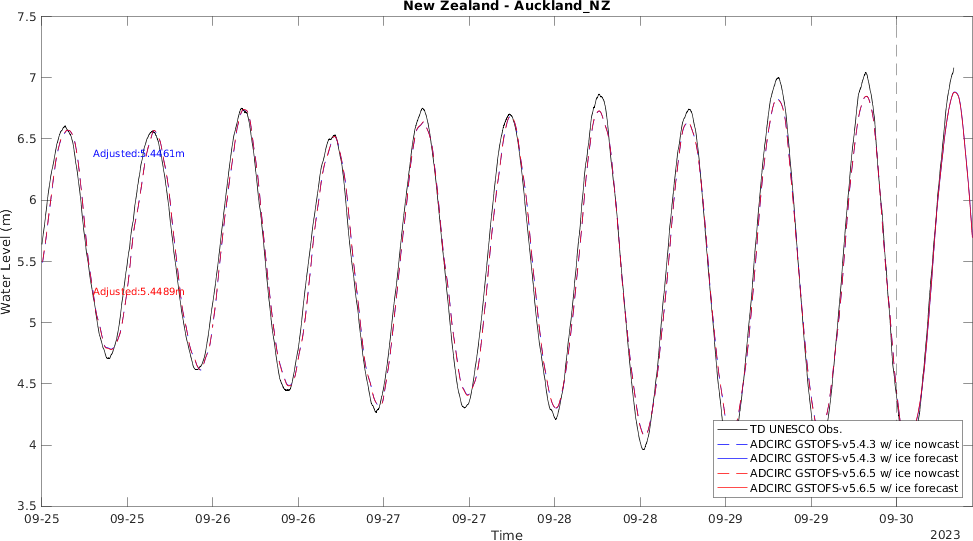 New Zealand - Auckland_NZ
7.5
7
6.5
6
5.5
5
4.5
4
3.5
Water Level (m)
Adjusted:5.4461m
Adjusted:5.4489m
TD UNESCO Obs.
ADCIRC GSTOFS-v5.4.3 w/ ice nowcast
ADCIRC GSTOFS-v5.4.3 w/ ice forecast
ADCIRC GSTOFS-v5.6.5 w/ ice nowcast
ADCIRC GSTOFS-v5.6.5 w/ ice forecast
09-25 09-25 09-26 09-26 09-27 09-27 09-28 09-28 09-29 09-29 09-30
Time
2023